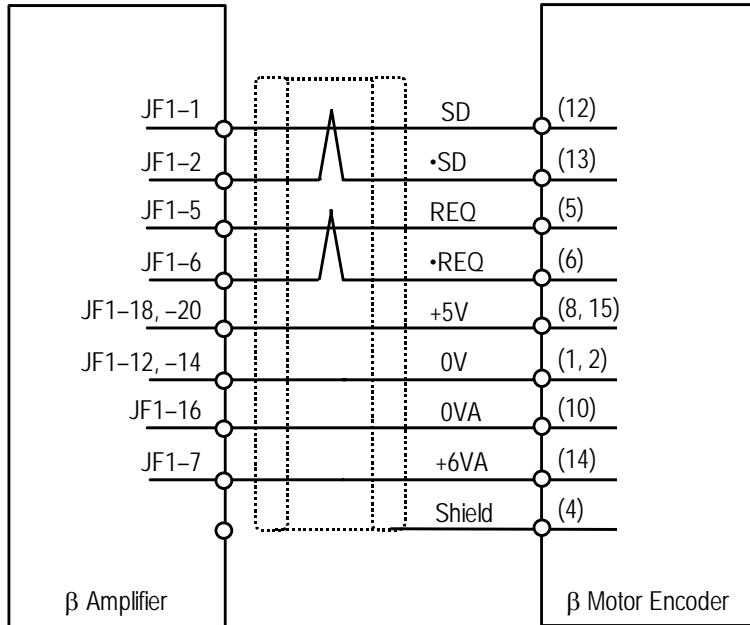 JF1–1 SD (12)
JF1–2 •SD (13)
JF1–5 REQ (5)
JF1–6 •REQ (6)
JF1–18, –20 +5V (8, 15)
JF1–12, –14 0V (1, 2)
JF1–16 0VA (10)
JF1–7 +6VA (14)
Shield (4)
β Amplifier β Motor Encoder